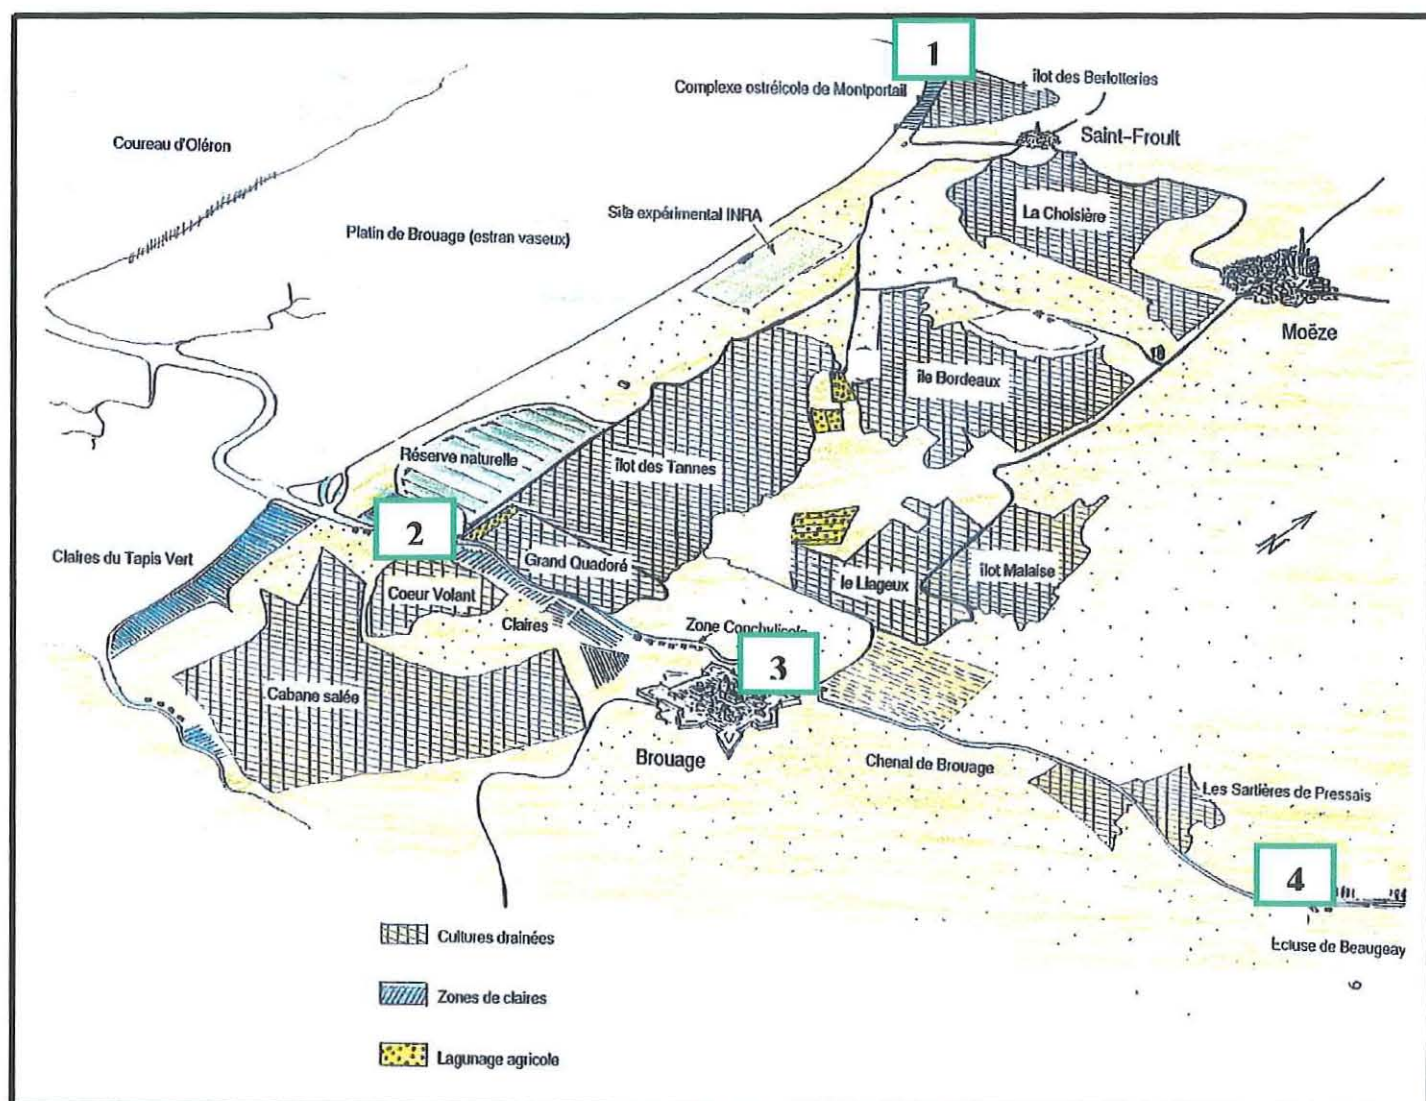 1
Complexe ostréicole de Montportail
îlot des Berlotteries
Coureau d'Oléron
Saint-Froult
La Choisière
Site expérimental INRA
Platin de Brouage (estran vaseux)
Moëze
île Bordeaux
Réserve naturelle
îlot des Tannes
2
Claires du Tapis Vert
Grand Quadoré
Coeur Volant
le Liageux
îlot Malaise
Claires
Zone Conchylicole
3
Cabane salée
Brouage
Chenal de Brouage
Les Sartières de Pressais
4
Ecluse de Beaugeay
Cultures drainées
Zones de claires
Lagunage agricole